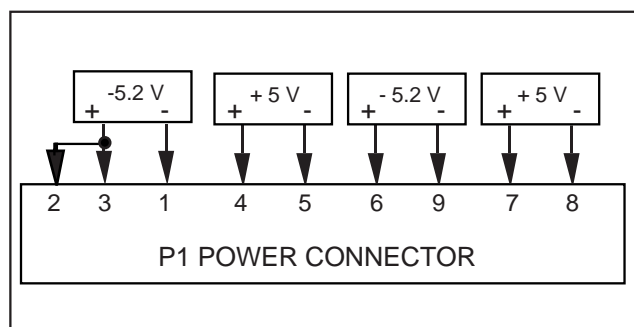 -5.2 V + 5 V - 5.2 V + 5 V
+ - + - + - + -
2 3 1 4 5 6 9 7 8
P1 POWER CONNECTOR